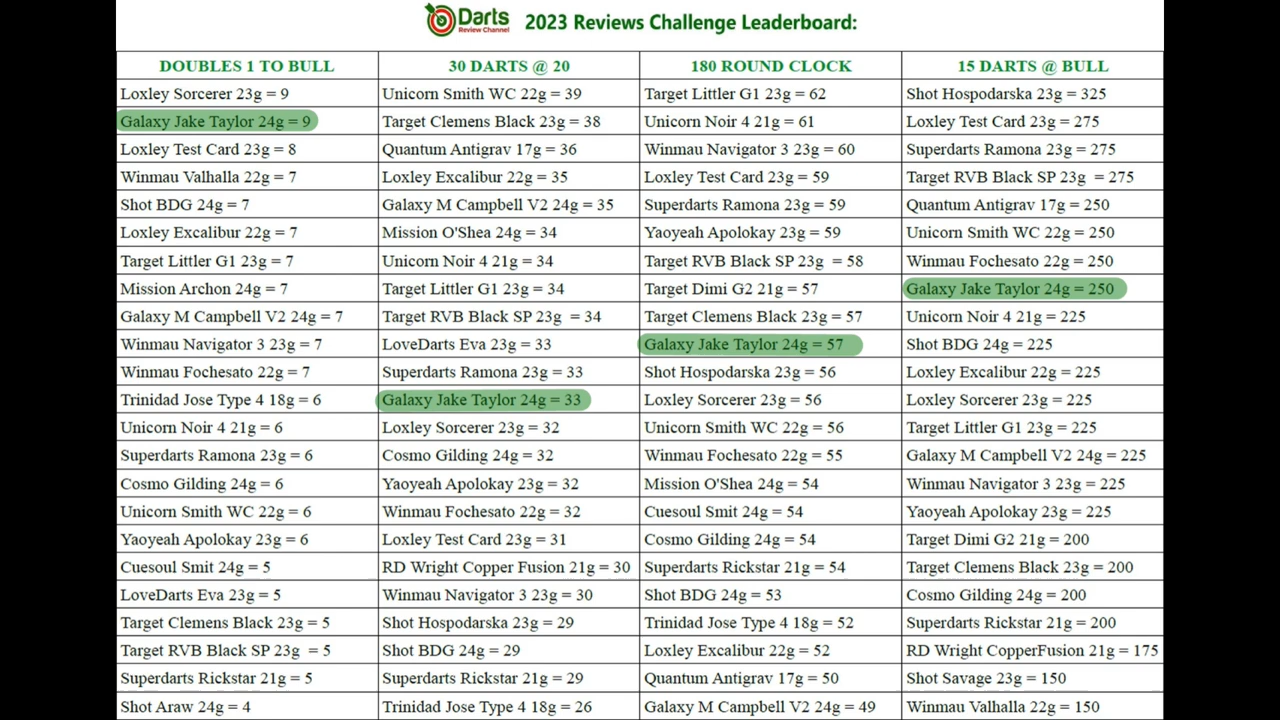 Darts
Review Channel
2023 Reviews Challenge Leaderboard:
DOUBLES 1 TO BULL 30 DARTS @ 20 180 ROUND CLOCK 15 DARTS @ BULL
Loxley Sorcerer 23g = 9 Unicorn Smith WC 22g = 39 Target Littler G1 23g = 62 Shot Hospodarska 23g = 325
Galaxy Jake Taylor 24g = 9 Target Clemens Black 23g = 38 Unicorn Noir 4 21g = 61 Loxley Test Card 23g = 275
Loxley Test Card 23g = 8 Quantum Antigrav 17g = 36 Winmau Navigator 3 23g = 60 Superdarts Ramona 23g = 275
Winmau Valhalla 22g = 7 Loxley Excalibur 22g = 35 Loxley Test Card 23g = 59 Target RVB Black SP 23g = 275
Shot BDG 24g = 7 Galaxy M Campbell V2 24g = 35 Superdarts Ramona 23g = 59 Quantum Antigrav 17g = 250
Loxley Excalibur 22g = 7 Mission O'Shea 24g = 34 Yaoyeah Apolokay 23g = 59 Unicorn Smith WC 22g = 250
Target Littler G1 23g = 7 Unicorn Noir 4 21g = 34 Target RVB Black SP 23g = 58 Winmau Fochesato 22g = 250
Mission Archon 24g = 7 Target Littler G1 23g = 34 Target Dimi G2 21g = 57 Galaxy Jake Taylor 24g = 250
Galaxy M Campbell V2 24g = 7 Target RVB Black SP 23g = 34 Target Clemens Black 23g = 57 Unicorn Noir 4 21g = 225
Winmau Navigator 3 23g = 7 LoveDarts Eva 23g = 33 Galaxy Jake Taylor 24g = 57 Shot BDG 24g = 225
Winmau Fochesato 22g = 7 Superdarts Ramona 23g = 33 Shot Hospodarska 23g = 56 Loxley Excalibur 22g = 225
Trinidad Jose Type 4 18g = 6 Galaxy Jake Taylor 24g = 33 Loxley Sorcerer 23g = 56 Loxley Sorcerer 23g = 225
Unicorn Noir 4 21g = 6 Loxley Sorcerer 23g = 32 Unicorn Smith WC 22g = 56 Target Littler G1 23g = 225
Superdarts Ramona 23g = 6 Cosmo Gilding 24g = 32 Winmau Fochesato 22g = 55 Galaxy M Campbell V2 24g = 225
Cosmo Gilding 24g = 6 Yaoyeah Apolokay 23g = 32 Mission O'Shea 24g = 54 Winmau Navigator 3 23g = 225
Unicorn Smith WC 22g = 6 Winmau Fochesato 22g = 32 Cuesoul Smit 24g = 54 Yaoyeah Apolokay 23g = 225
Yaoyeah Apolokay 23g = 6 Loxley Test Card 23g = 31 Cosmo Gilding 24g = 54 Target Dimi G2 21g = 200
Cuesoul Smit 24g = 5 RD Wright Copper Fusion 21g = 30 Superdarts Rickstar 21g = 54 Target Clemens Black 23g = 200
LoveDarts Eva 23g = 5 Winmau Navigator 3 23g = 30 Shot BDG 24g = 53 Cosmo Gilding 24g = 200
Target Clemens Black 23g = 5 Shot Hospodarska 23g = 29 Trinidad Jose Type 4 18g = 52 Superdarts Rickstar 21g = 200
Target RVB Black SP 23g = 5 Shot BDG 24g = 29 Loxley Excalibur 22g = 52 RD Wright CopperFusion 21g = 175
Superdarts Rickstar 21g = 5 Superdarts Rickstar 21g = 29 Quantum Antigrav 17g = 50 Shot Savage 23g = 150
Shot Araw 24g = 4 Trinidad Jose Type 4 18g = 26 Galaxy M Campbell V2 24g = 49 Winmau Valhalla 22g = 150